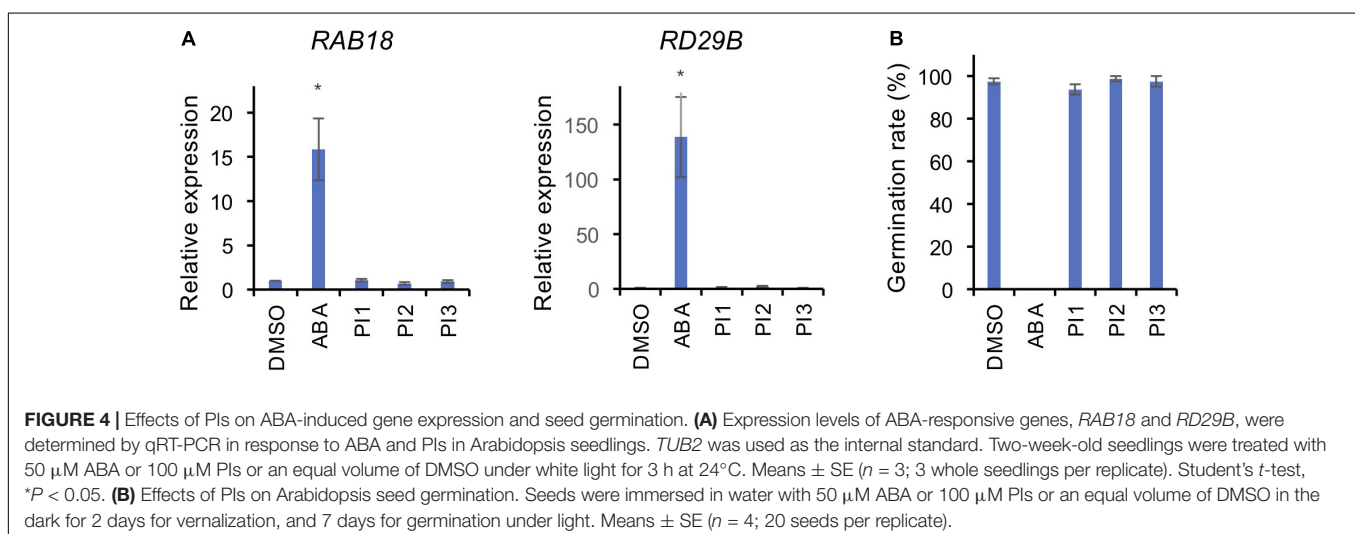 A
RAB18
RD29B
B
*
*
Relative expression
20
15
10
5
0
DMSO
ABA
PI1
PI2
PI3
Relative expression
150
100
50
0
DMSO
ABA
PI1
PI2
PI3
Germination rate (%)
100
80
60
40
20
0
DMSO
ABA
PI1
PI2
PI3
FIGURE 4 | Effects of PIs on ABA-induced gene expression and seed germination. (A) Expression levels of ABA-responsive genes, RAB18 and RD29B, were
determined by qRT-PCR in response to ABA and PIs in Arabidopsis seedlings. TUB2 was used as the internal standard. Two-week-old seedlings were treated with
50 μM ABA or 100 μM PIs or an equal volume of DMSO under white light for 3 h at 24°C. Means ± SE (n = 3; 3 whole seedlings per replicate). Student's t-test,
*P < 0.05. (B) Effects of PIs on Arabidopsis seed germination. Seeds were immersed in water with 50 μM ABA or 100 μM PIs or an equal volume of DMSO in the
dark for 2 days for vernalization, and 7 days for germination under light. Means ± SE (n = 4; 20 seeds per replicate).